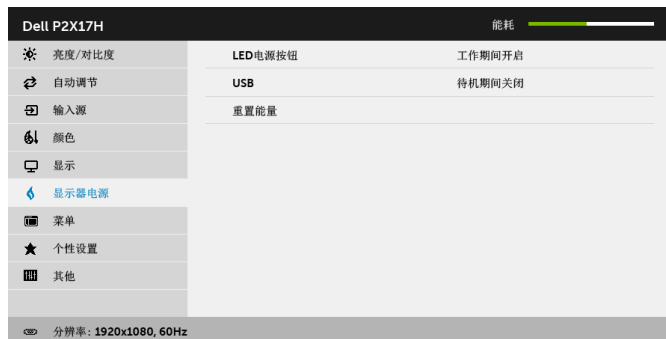 Dell P2X17H 能耗
亮度/对比度 LED电源按钮 工作期间开启
自动调节 USB 待机期间关闭
输入源 重置能量
颜色
显示
显示器电源
菜单
个性设置
其他
分辨率: 1920x1080, 60Hz